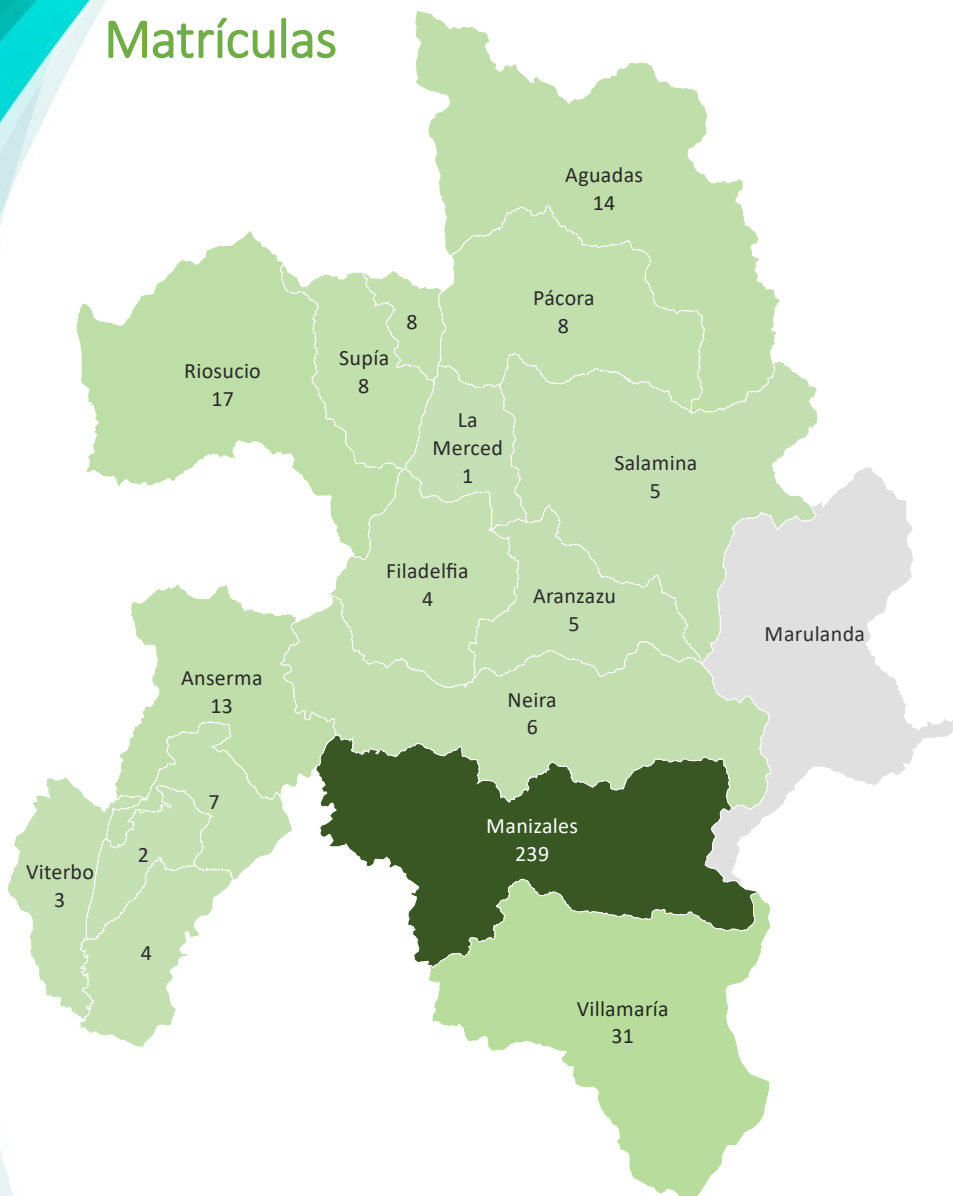 Matrículas
Aguadas
14
Pácora
8
8
Supía
8
Riosucio
17
La
Merced
1
Salamina
5
Filadelfia
4
Aranzazu
5
Marulanda
Anserma
13
Neira
6
7
Manizales
239
2
Viterbo
3
4
Villamaría
31